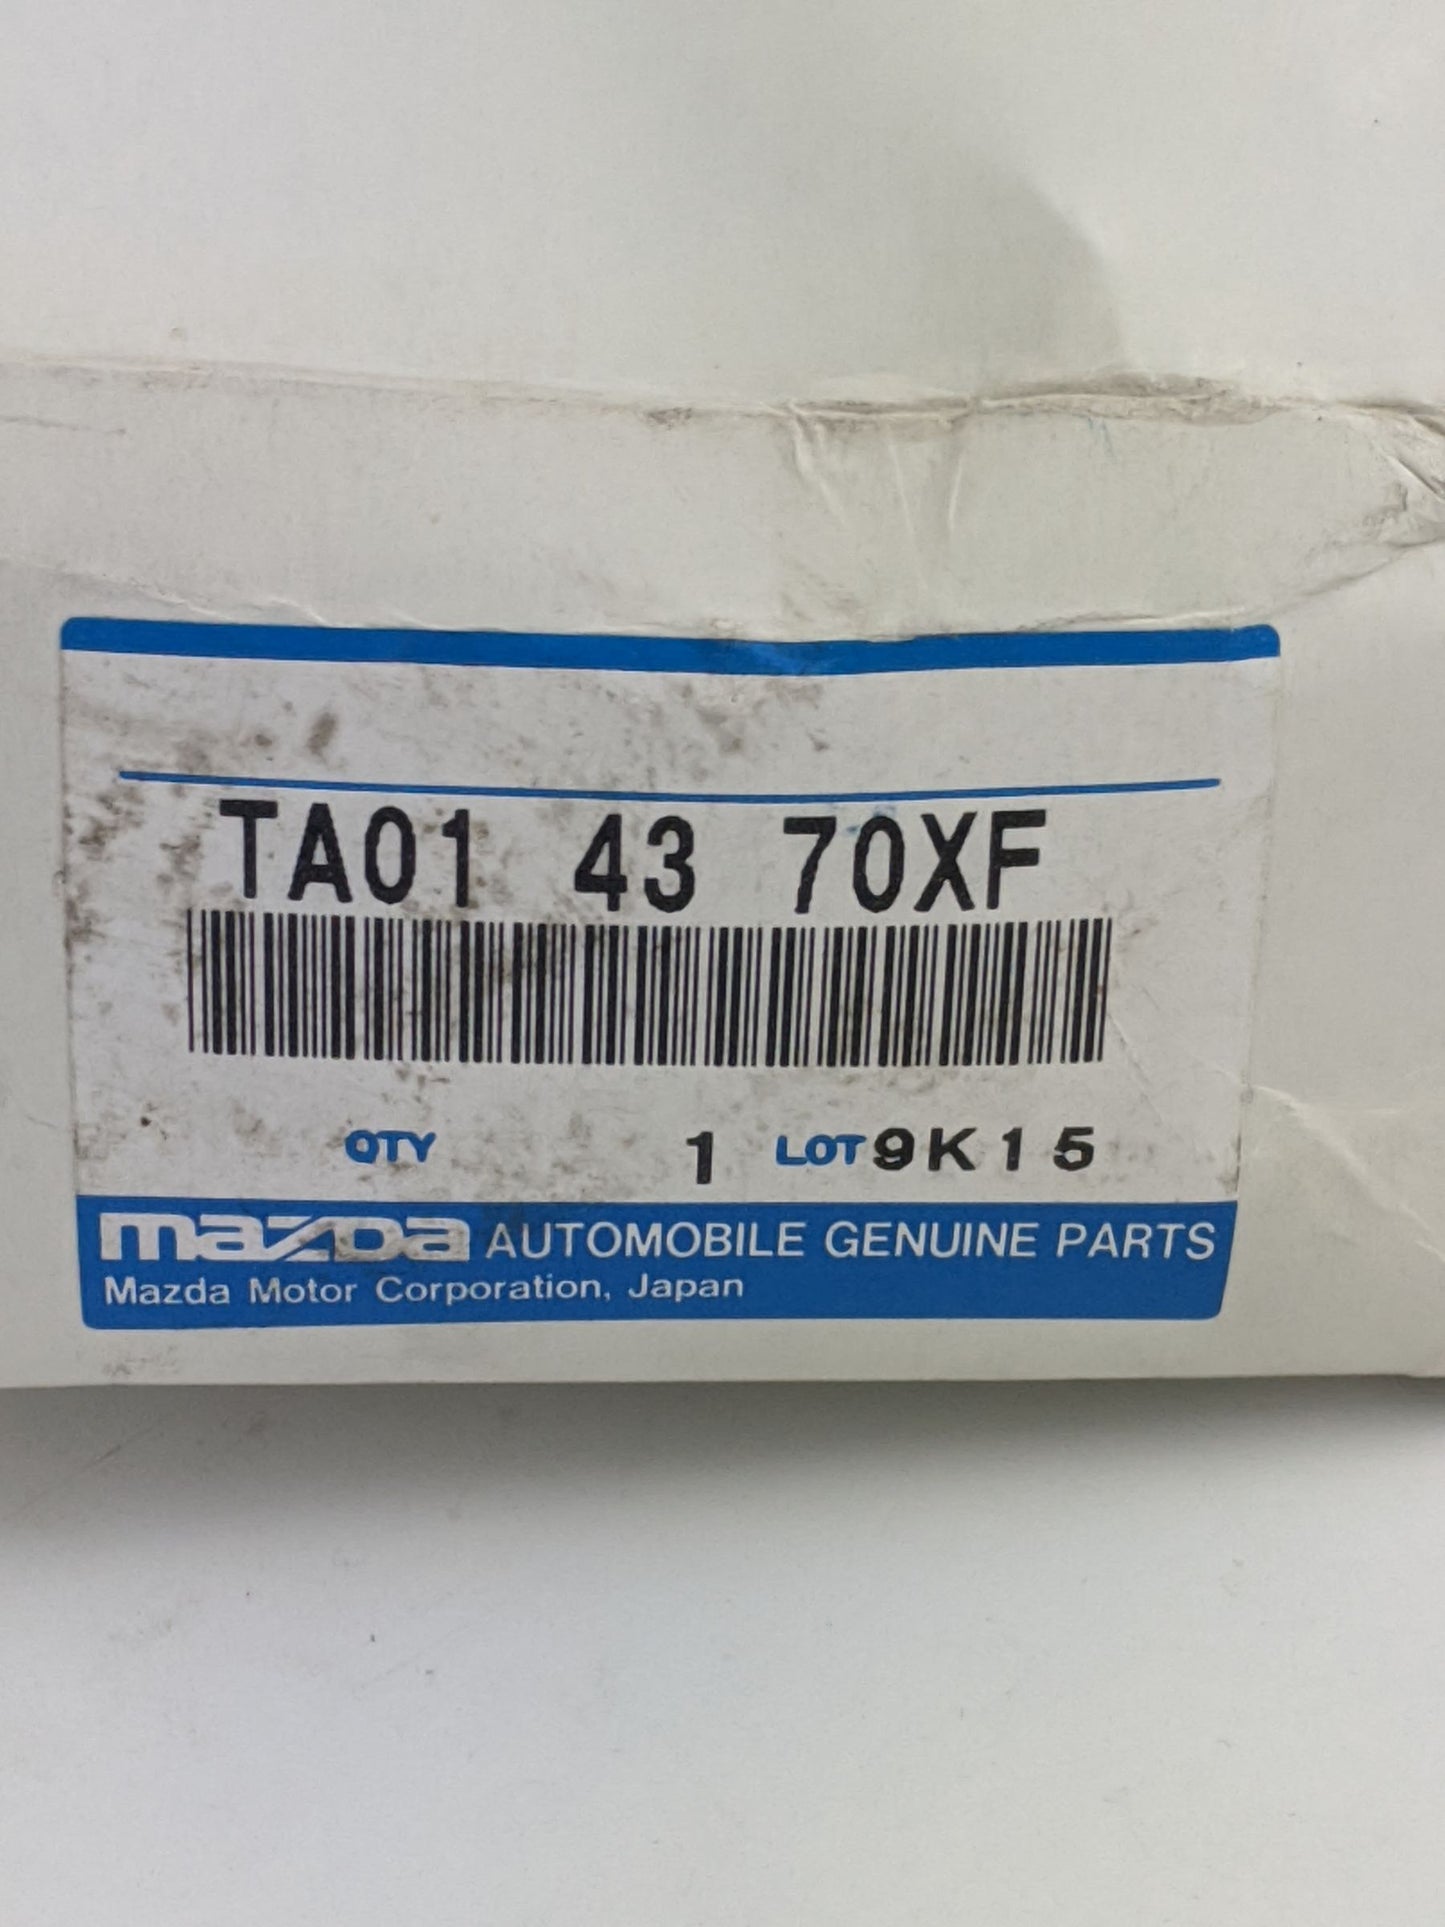 TA01 43 70XF
QTY 1 LOT 9K15
mazda AUTOMOBILE GENUINE PARTS
Mazda Motor Corporation, Japan